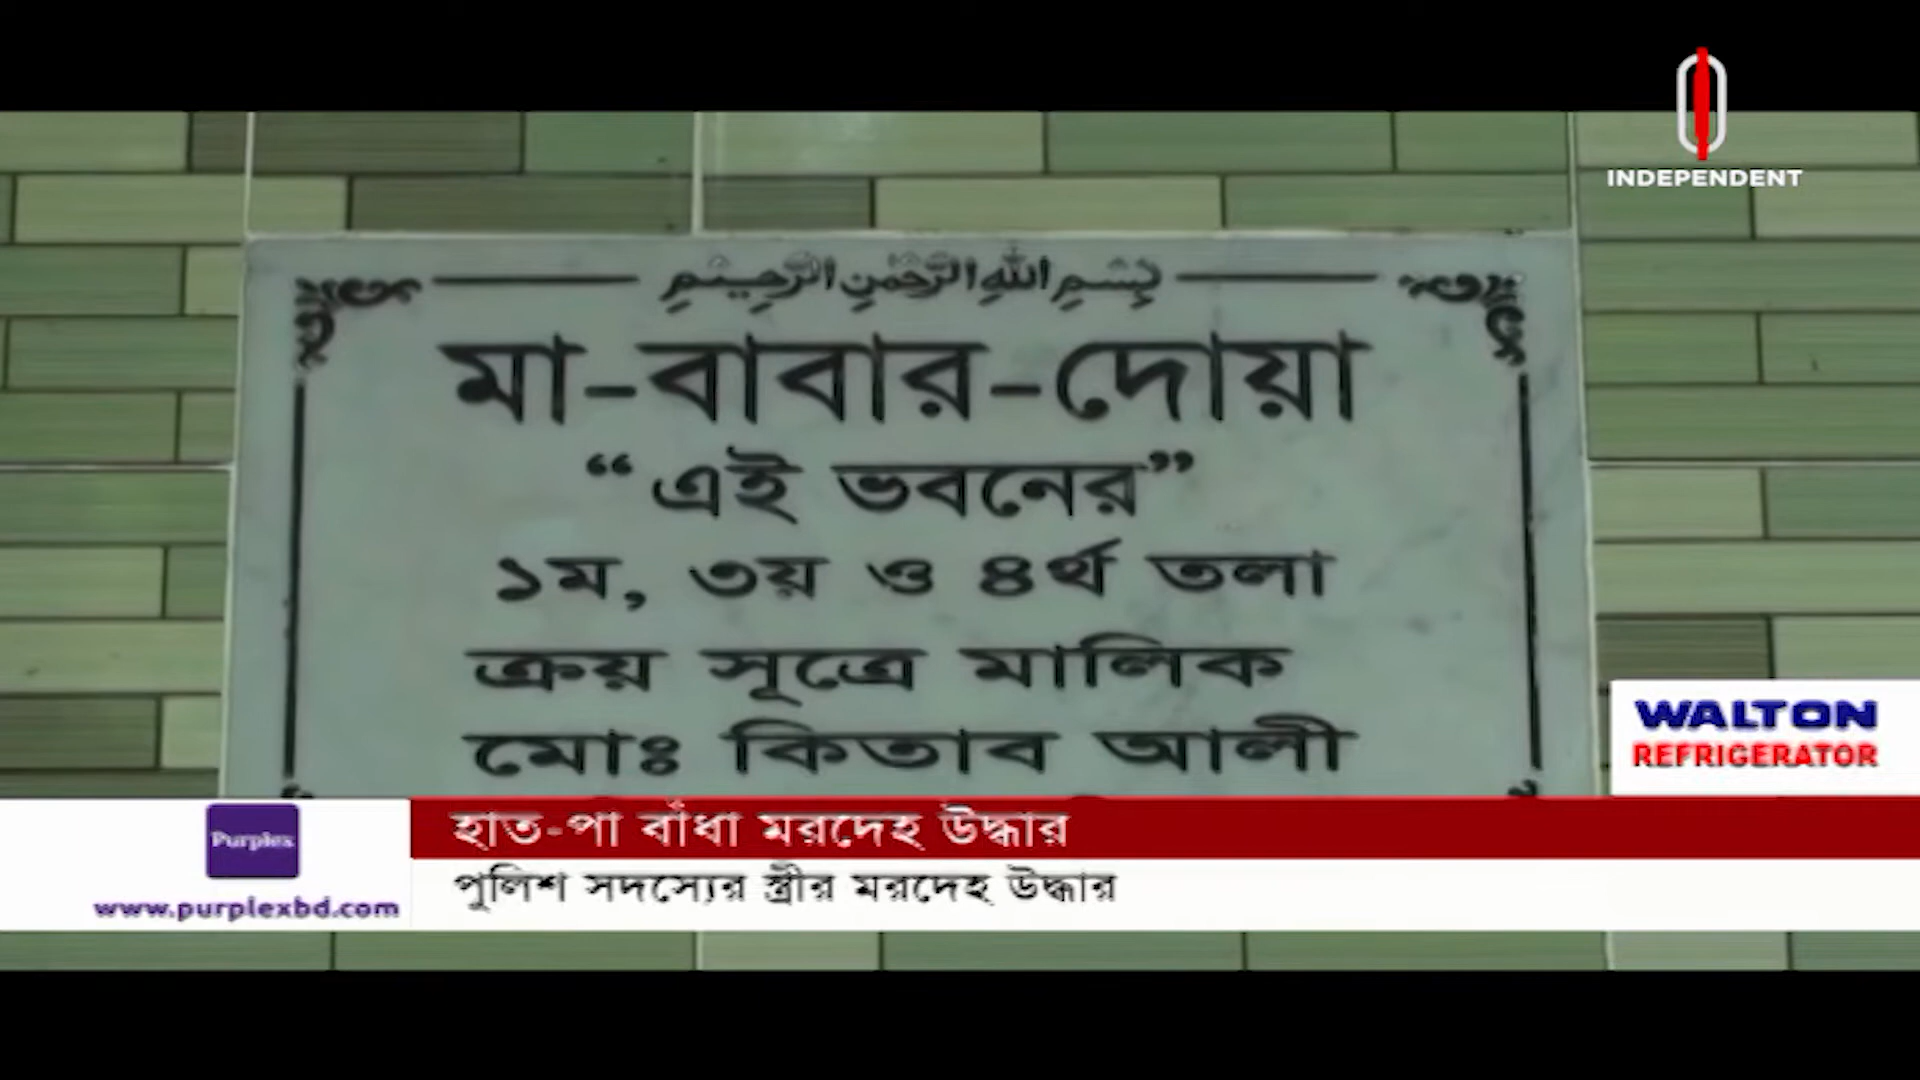 INDEPENDENT
بِسْمِ اللهِ الرَّحْمٰنِ الرَّحِيْمِ
মা-বাবার-দোয়া
“এই ভবনের”
১ম, ৩য় ও ৪র্থ তলা
ক্রয় সূত্রে মালিক
মোঃ কিতাব আলী
WALTON
REFRIGERATOR
Purplex
www.purplexbd.com
হাত-পা বাঁধা মরদেহ উদ্ধার
পুলিশ সদস্যের স্ত্রীর মরদেহ উদ্ধার